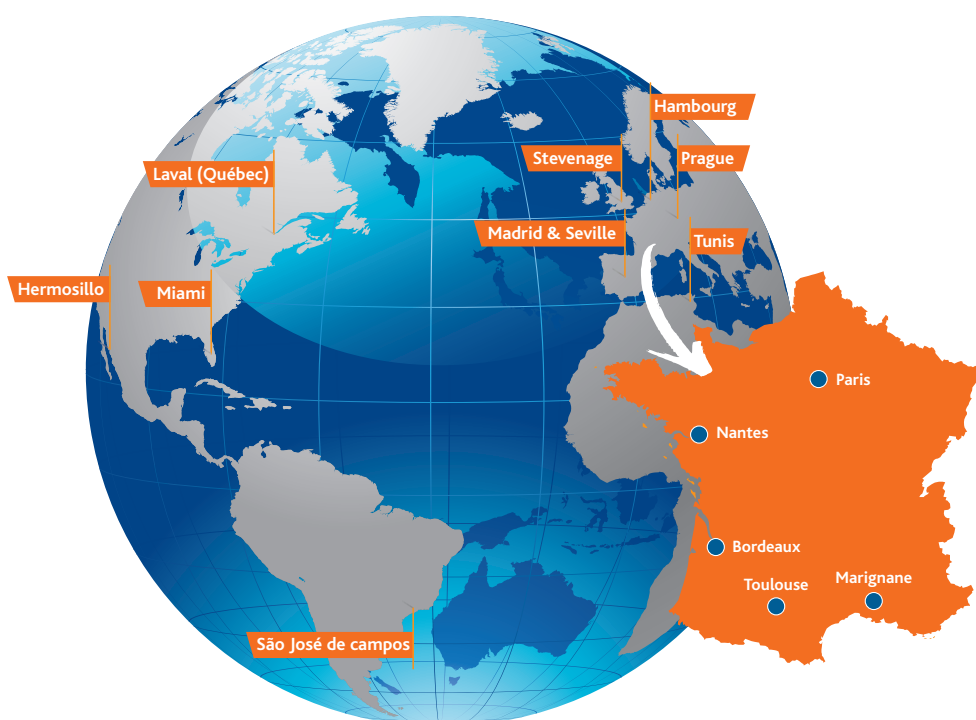 Hambourg
Stevenage
Prague
Laval (Québec)
Madrid & Seville
Tunis
Hermosillo
Miami
Paris
Nantes
Bordeaux
Toulouse
Marignane
São José de campos